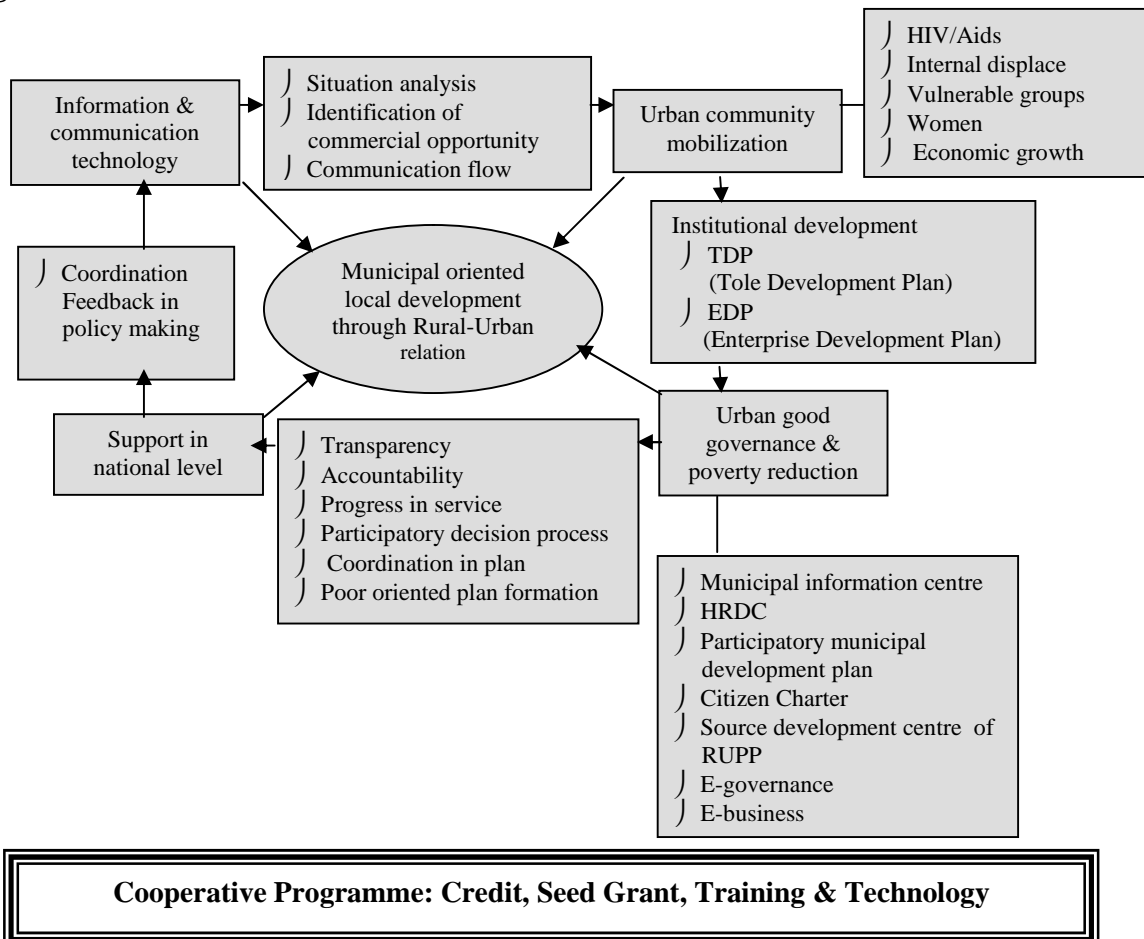 Information &
communication
technology
⌡ Situation analysis
⌡ Identification of
commercial opportunity
⌡ Communication flow
Urban community
mobilization
⌡ HIV/Aids
⌡ Internal displace
⌡ Vulnerable groups
⌡ Women
⌡ Economic growth
Institutional development
⌡ TDP
(Tole Development Plan)
⌡ EDP
(Enterprise Development Plan)
⌡ Coordination
Feedback in
policy making
Municipal oriented
local development
through Rural-Urban
relation
Support in
national level
⌡ Transparency
⌡ Accountability
⌡ Progress in service
⌡ Participatory decision process
⌡ Coordination in plan
⌡ Poor oriented plan formation
Urban good
governance &
poverty reduction
⌡ Municipal information centre
⌡ HRDC
⌡ Participatory municipal
development plan
⌡ Citizen Charter
⌡ Source development centre of
RUPP
⌡ E-governance
⌡ E-business
Cooperative Programme: Credit, Seed Grant, Training & Technology